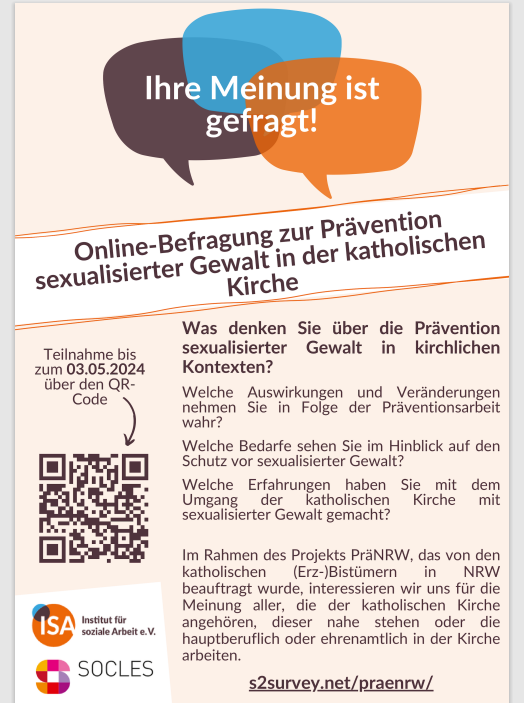 Ihre Meinung ist
gefragt!
Online-Befragung zur Prävention
sexualisierter Gewalt in der katholischen
Kirche
Teilnahme bis
zum 03.05.2024
über den QR-
Code
Was denken Sie über die Prävention
sexualisierter Gewalt in kirchlichen
Kontexten?
Welche Auswirkungen und Veränderungen
nehmen Sie in Folge der Präventionsarbeit
wahr?
Welche Bedarfe sehen Sie im Hinblick auf den
Schutz vor sexualisierter Gewalt?
Welche Erfahrungen haben Sie mit dem
Umgang der katholischen Kirche mit
sexualisierter Gewalt gemacht?
Im Rahmen des Projekts PräNRW, das von den
katholischen (Erz-)Bistümern in NRW
beauftragt wurde, interessieren wir uns für die
Meinung aller, die der katholischen Kirche
angehören, dieser nahe stehen oder die
hauptberuflich oder ehrenamtlich in der Kirche
arbeiten.
s2survey.net/praenrw/
ISA Institut für
soziale Arbeit e.V.
SOCLES